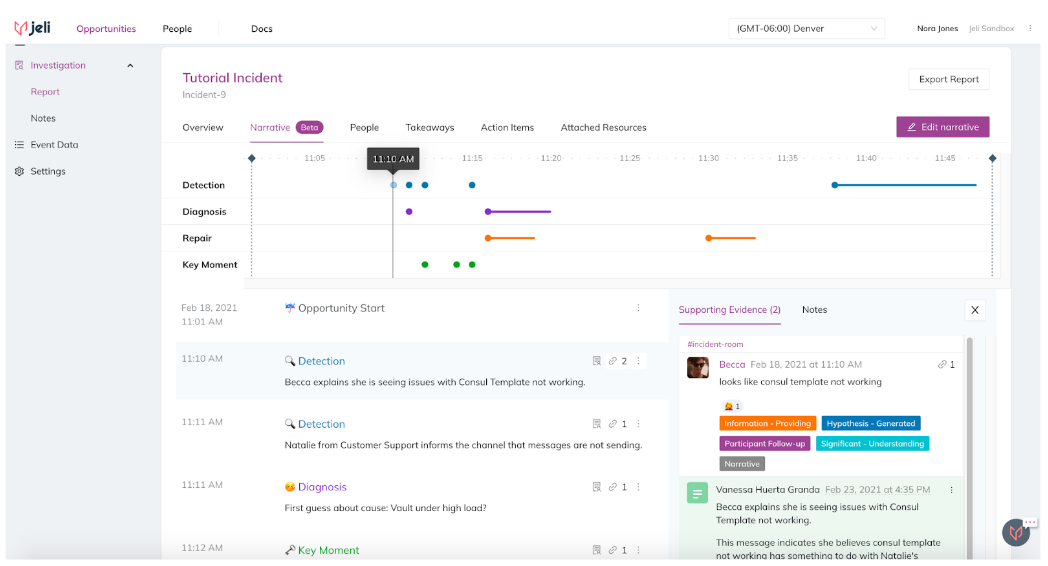 jeli Opportunities People Docs (GMT-06:00) Denver Nora Jones Jeli Sandbox
Investigation
Report
Notes
Event Data
Settings
Tutorial Incident
Incident-9
Export Report
Overview Narrative Beta People Takeaways Action Items Attached Resources
Edit narrative
11:05 11:10 AM 11:15 11:20 11:25 11:30 11:35 11:40 11:45
Detection
Diagnosis
Repair
Key Moment
Feb 18, 2021
11:01 AM
Opportunity Start
11:10 AM
Detection
2
Becca explains she is seeing issues with Consul Template not working.
11:11 AM
Detection
1
Natalie from Customer Support informs the channel that messages are not sending.
11:11 AM
Diagnosis
1
First guess about cause: Vault under high load?
11:12 AM
Key Moment
1
Supporting Evidence (2) Notes X
#incident-room
Becca Feb 18, 2021 at 11:10 AM 1
looks like consul template not working
1
Information - Providing Hypothesis - Generated
Participant Follow-up Significant - Understanding
Narrative
Vanessa Huerta Granda Feb 23, 2021 at 4:35 PM
Becca explains she is seeing issues with Consul
Template not working.
This message indicates she believes consul template
not working has something to do with Natalie's